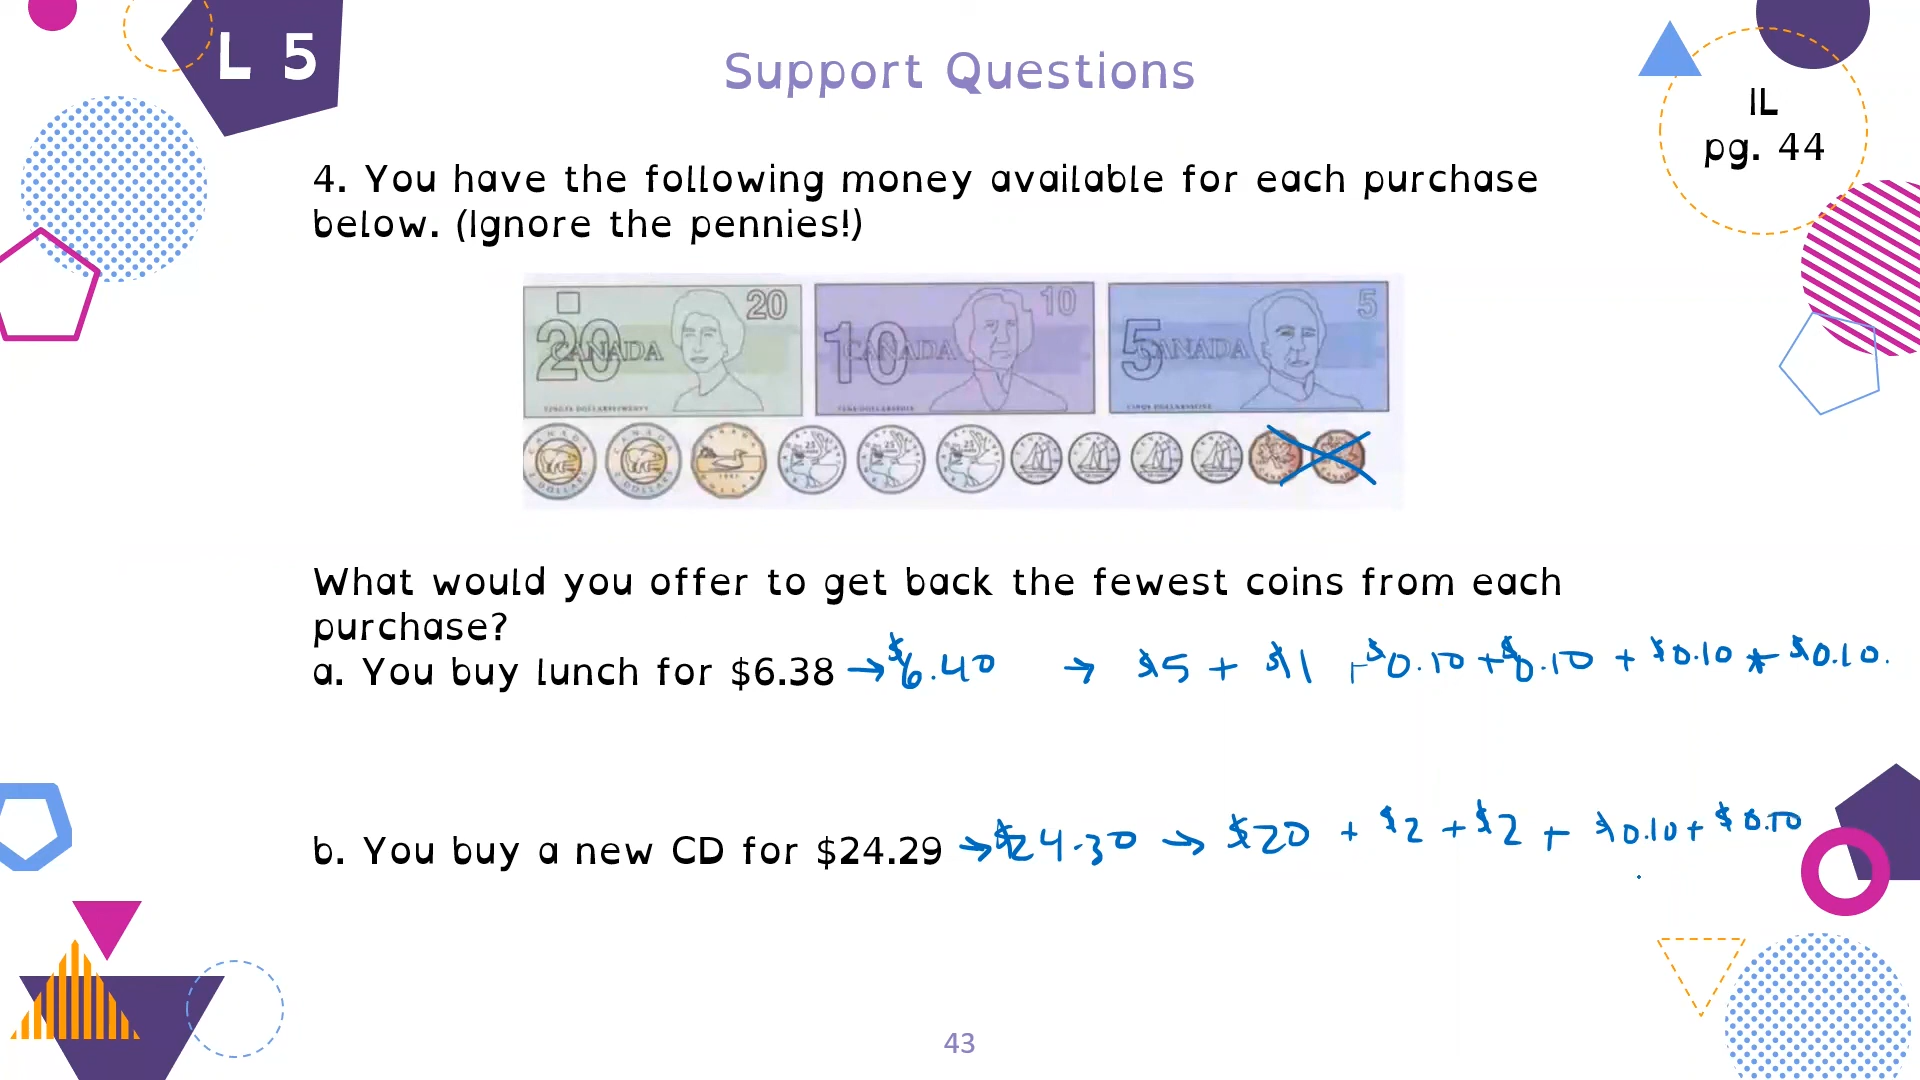 L 5
Support Questions
IL
pg. 44
4. You have the following money available for each purchase
below. (Ignore the pennies!)
20 10 5
20 CANADA 10 CANADA 5 CANADA
What would you offer to get back the fewest coins from each
purchase?
a. You buy lunch for $6.38 → $6.40 → $5 + $1 + $0.10 + $0.10 + $0.10 + $0.10.
b. You buy a new CD for $24.29 → $24.30 → $20 + $2 + $2 + $0.10 + $0.10
43